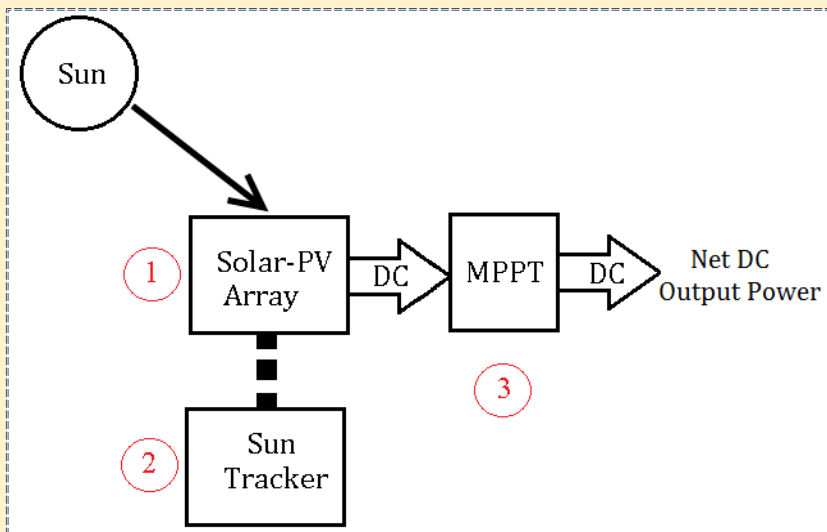 Sun
1
Solar-PV
Array
DC
MPPT
DC
Net DC
Output Power
3
2
Sun
Tracker